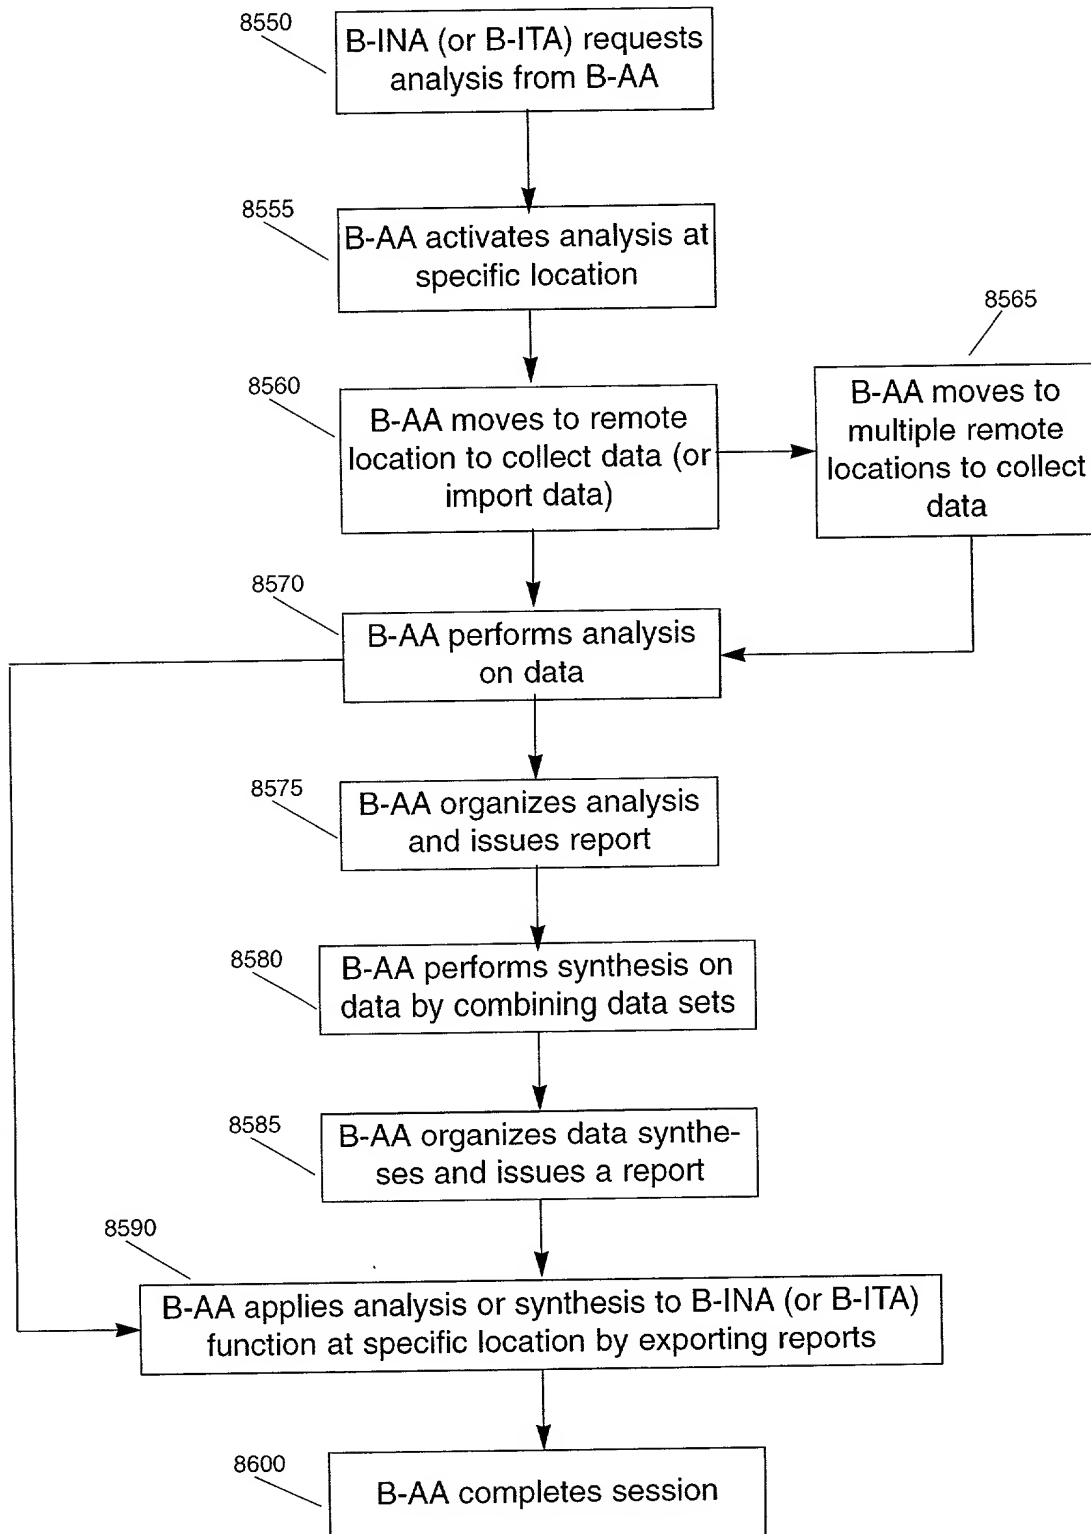 8550
B-INA (or B-ITA) requests
analysis from B-AA
8555
B-AA activates analysis at
specific location
8565
8560
B-AA moves to remote
location to collect data (or
import data)
B-AA moves to
multiple remote
locations to collect
data
8570
B-AA performs analysis
on data
8575
B-AA organizes analysis
and issues report
8580
B-AA performs synthesis on
data by combining data sets
8585
B-AA organizes data synthe-
ses and issues a report
8590
B-AA applies analysis or synthesis to B-INA (or B-ITA)
function at specific location by exporting reports
8600
B-AA completes session